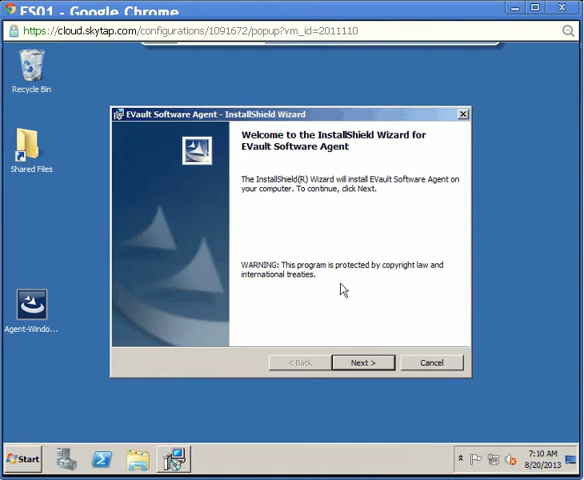 FS01 - Google Chrome
https://cloud.skytap.com/configurations/1091672/popup?vm_id=2011110
Recycle Bin
Shared Files
Agent-Windo...
EVault Software Agent - InstallShield Wizard
Welcome to the InstallShield Wizard for
EVault Software Agent
The InstallShield(R) Wizard will install EVault Software Agent on
your computer. To continue, click Next.
WARNING: This program is protected by copyright law and
international treaties.
< Back
Next >
Cancel
Start
7:10 AM
8/20/2013